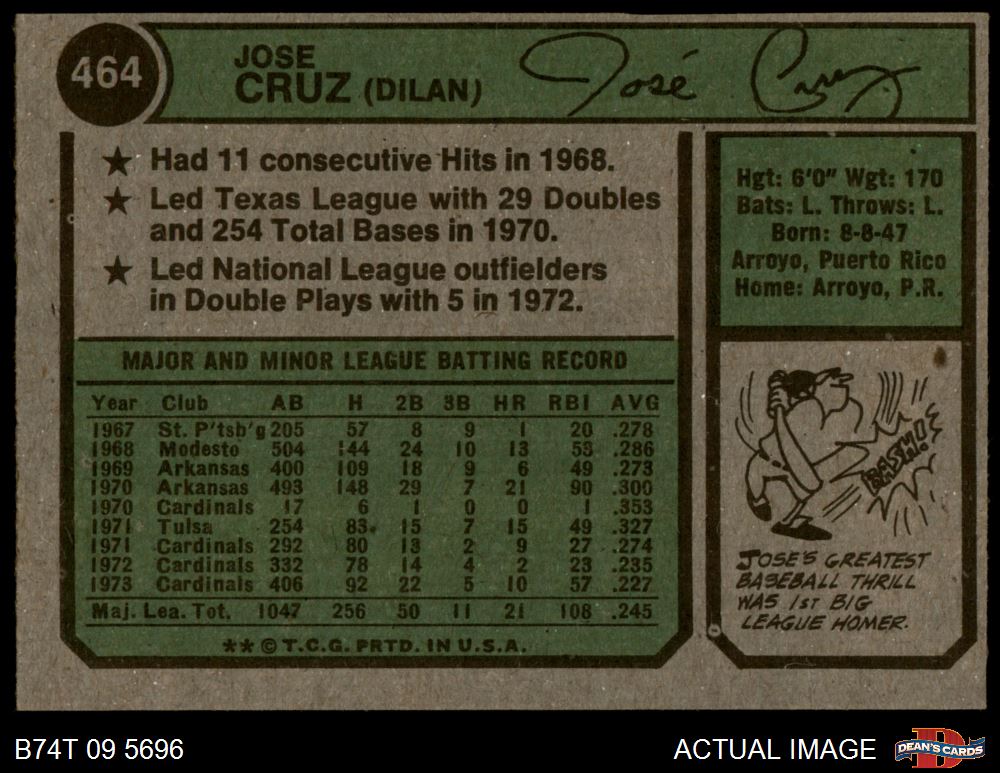 464
JOSE
CRUZ (DILAN)
José Cruz
★ Had 11 consecutive Hits in 1968.
★ Led Texas League with 29 Doubles
and 254 Total Bases in 1970.
★ Led National League outfielders
in Double Plays with 5 in 1972.
Hgt: 6'0" Wgt: 170
Bats: L. Throws: L.
Born: 8-8-47
Arroyo, Puerto Rico
Home: Arroyo, P.R.
MAJOR AND MINOR LEAGUE BATTING RECORD
Year Club AB H 2B 3B HR RBI AVG
1967 St. P'tsb'g 205 57 8 9 1 20 .278
1968 Modesto 504 144 24 10 13 53 .286
1969 Arkansas 400 109 18 9 6 49 .273
1970 Arkansas 493 148 29 7 21 90 .300
1970 Cardinals 17 6 1 0 0 1 .353
1971 Tulsa 254 83 15 7 15 49 .327
1971 Cardinals 292 80 13 2 9 27 .274
1972 Cardinals 332 78 14 4 2 23 .235
1973 Cardinals 406 92 22 5 10 57 .227
Maj. Lea. Tot. 1047 256 50 11 21 108 .245
** © T.C.G. PRTD. IN U.S.A.
BASH!
JOSE'S GREATEST
BASEBALL THRILL
WAS 1ST BIG
LEAGUE HOMER.
B74T 09 5696
ACTUAL IMAGE
D
DEAN'S CARDS